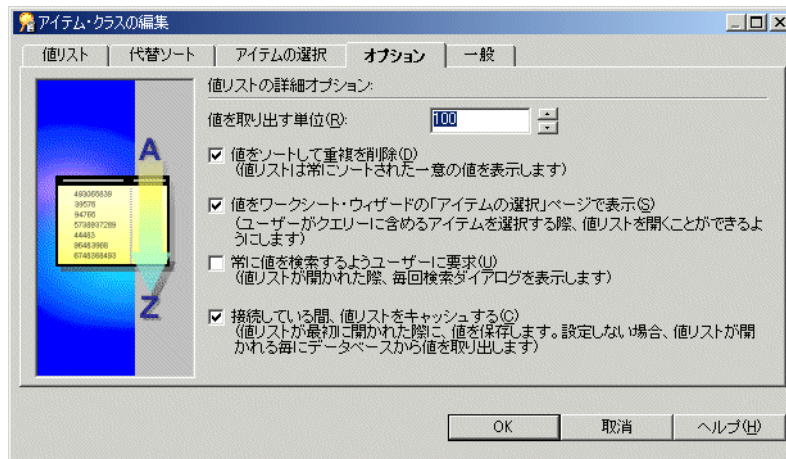 アイテム・クラスの編集
値リスト
代替ソート
アイテムの選択
オプション
一般
値リストの詳細オプション:
値を取り出す単位(R):
100
値をソートして重複を削除(D)
(値リストは常にソートされた一意の値を表示します)
値をワークシート・ウィザードの「アイテムの選択」ページで表示(S)
(ユーザーがクエリーに含めるアイテムを選択する際、値リストを開くことができるよ
うにします)
常に値を検索するようユーザーに要求(U)
(値リストが開かれた際、毎回検索ダイアログを表示します)
接続している間、値リストをキャッシュする(C)
(値リストが最初に開かれた際に、値を保存します。設定しない場合、値リストが開
かれる毎にデータベースから値を取り出します)
A
Z
493066839
39576
94766
5738937289
44483
86483908
6748368493
OK
取消
ヘルプ(H)